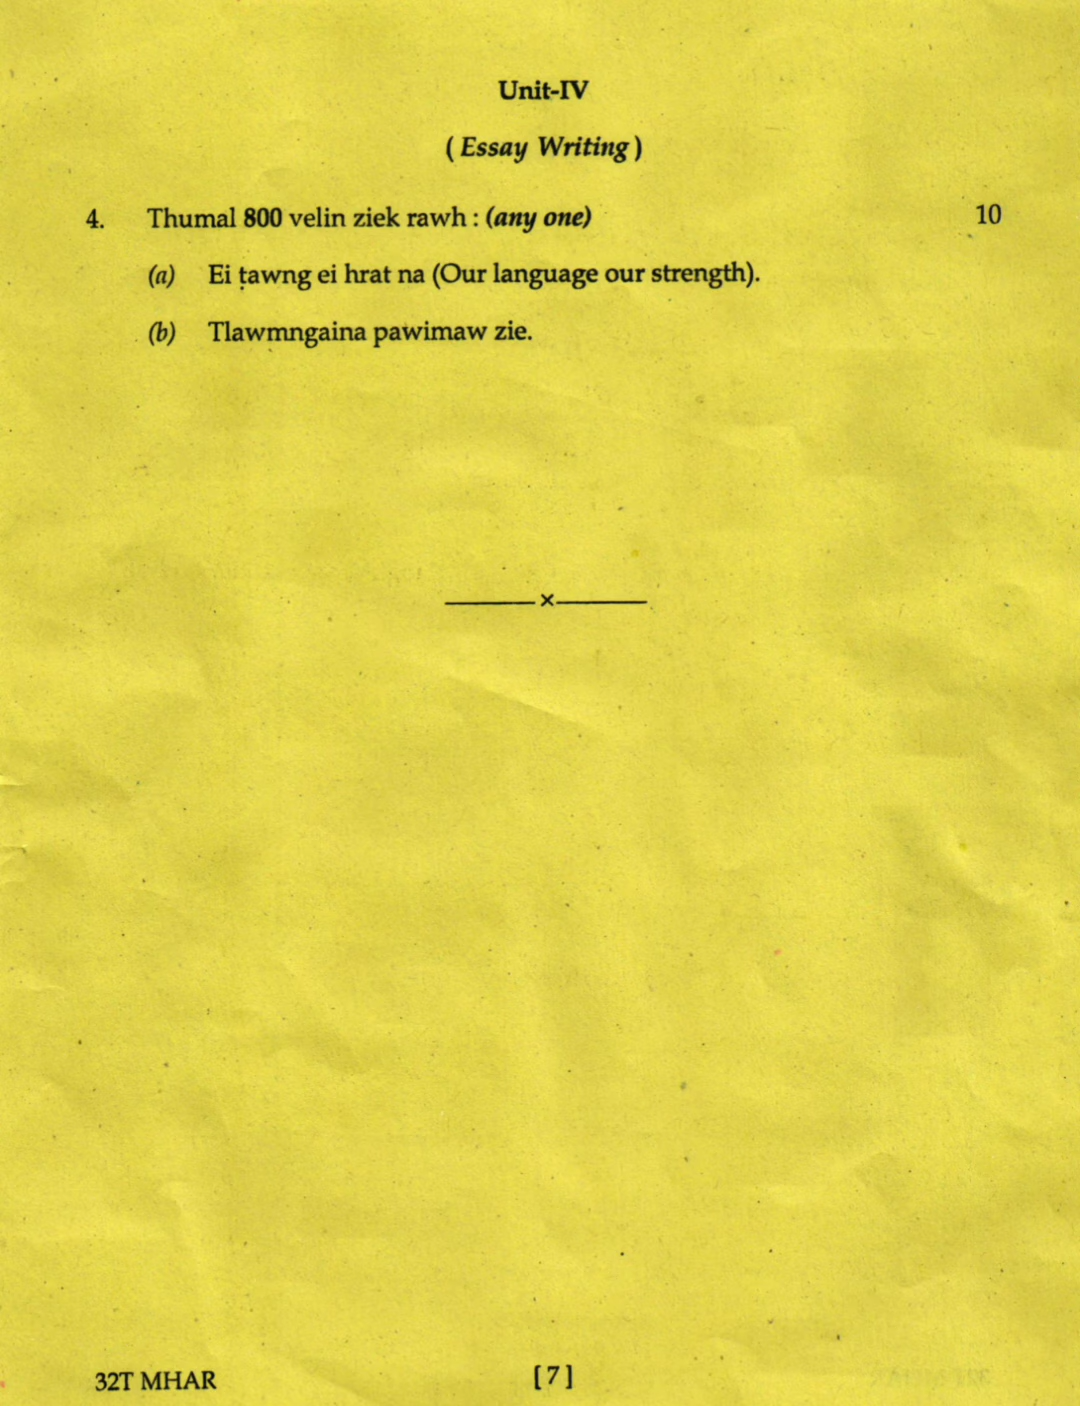 Unit-IV
(Essay Writing)
4. Thumal 800 velin ziek rawh : (any one) 10
(a) Ei ṭawng ei hrat na (Our language our strength).
(b) Tlawmngaina pawimaw zie.
×
32T MHAR [7]